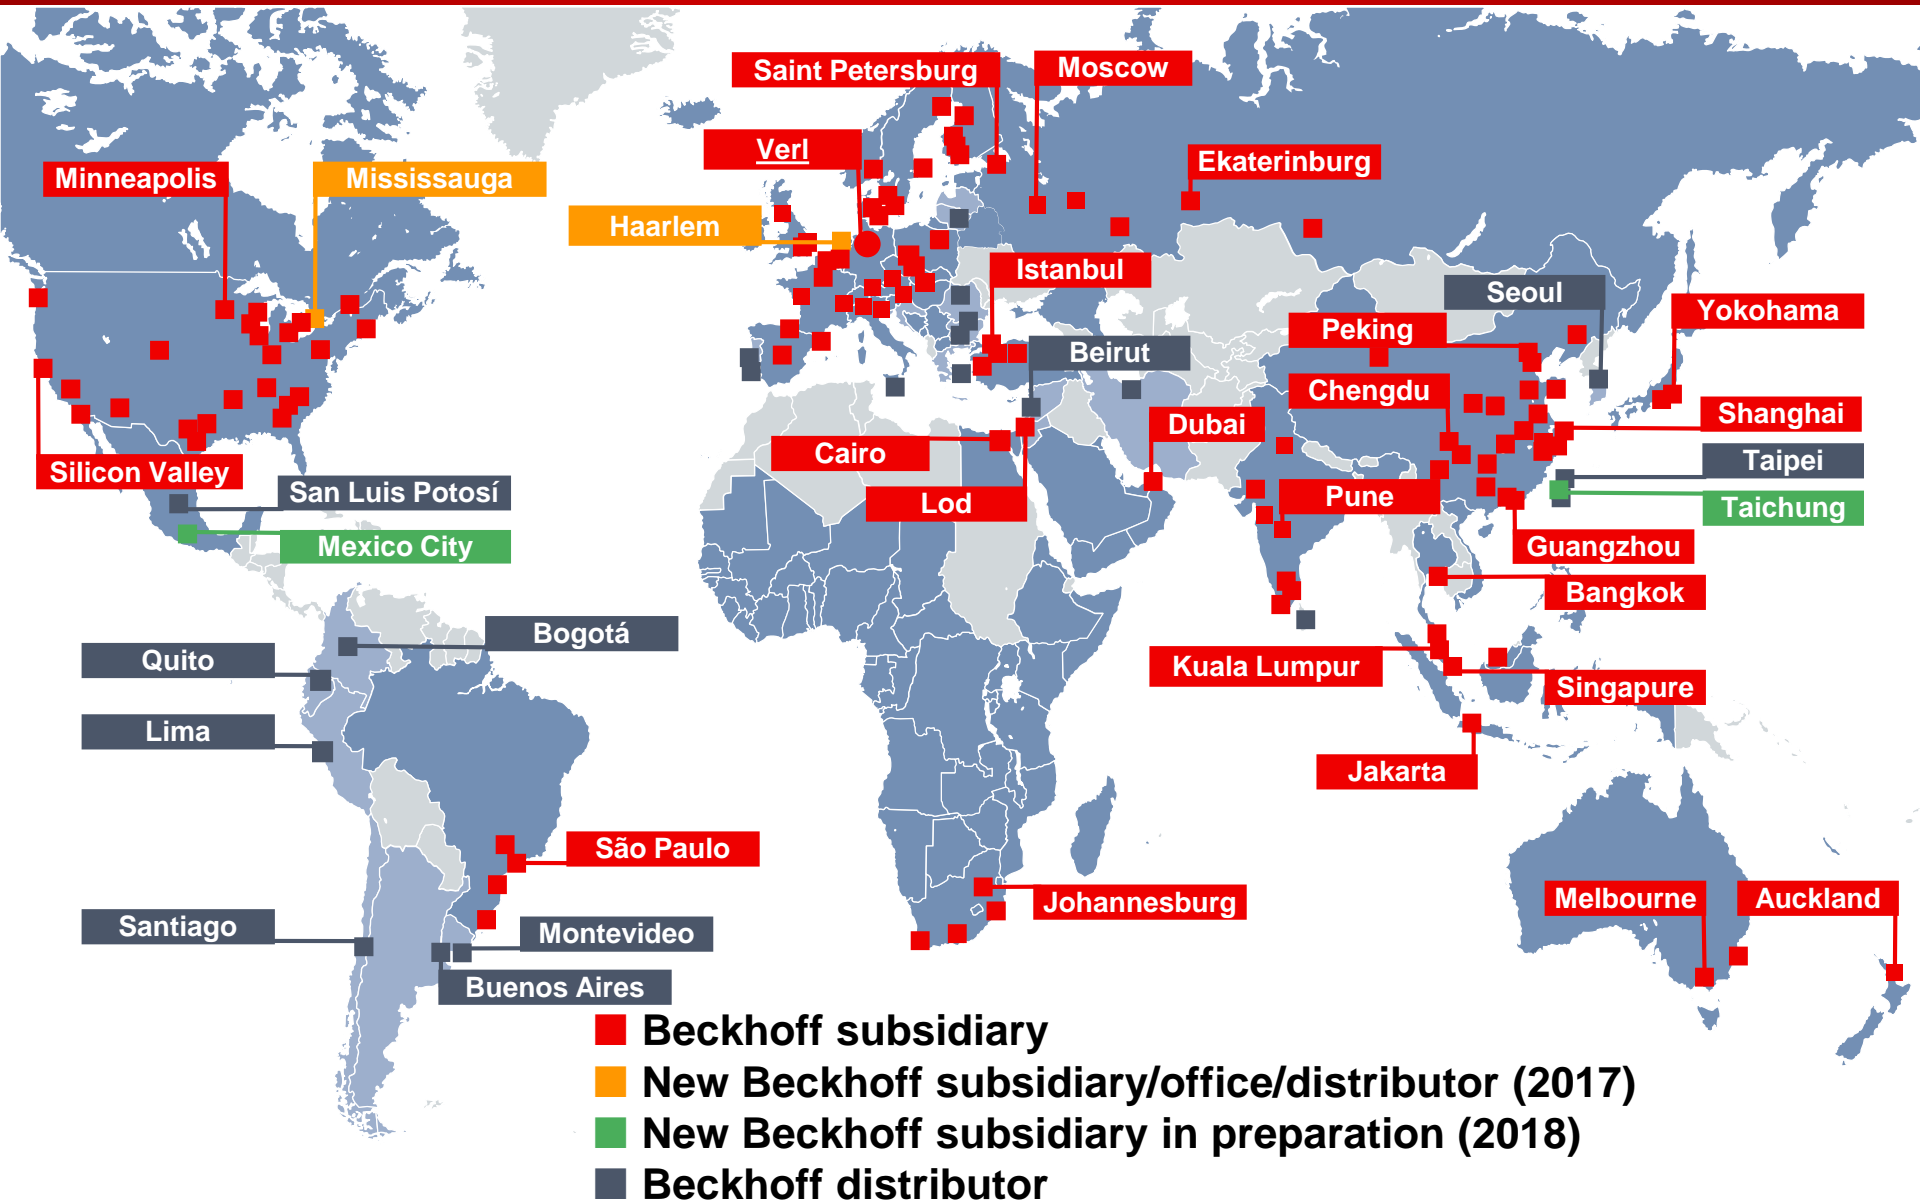 Saint Petersburg
Moscow
Verl
Ekaterinburg
Minneapolis
Mississauga
Haarlem
Istanbul
Seoul
Yokohama
Peking
Beirut
Chengdu
Shanghai
Dubai
Cairo
Taipei
Silicon Valley
San Luis Potosí
Lod
Pune
Taichung
Mexico City
Guangzhou
Bangkok
Bogotá
Quito
Kuala Lumpur
Singapure
Lima
Jakarta
São Paulo
Johannesburg
Melbourne
Auckland
Santiago
Montevideo
Buenos Aires
Beckhoff subsidiary
New Beckhoff subsidiary/office/distributor (2017)
New Beckhoff subsidiary in preparation (2018)
Beckhoff distributor